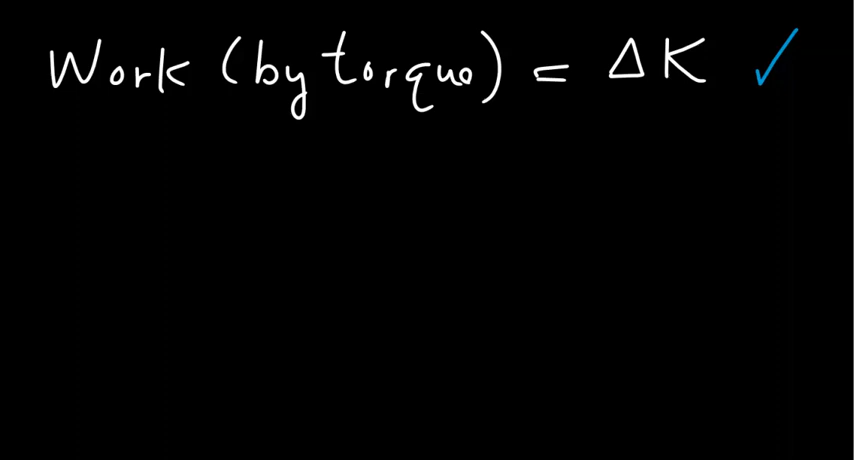 Work (by torque) = ΔK ✓